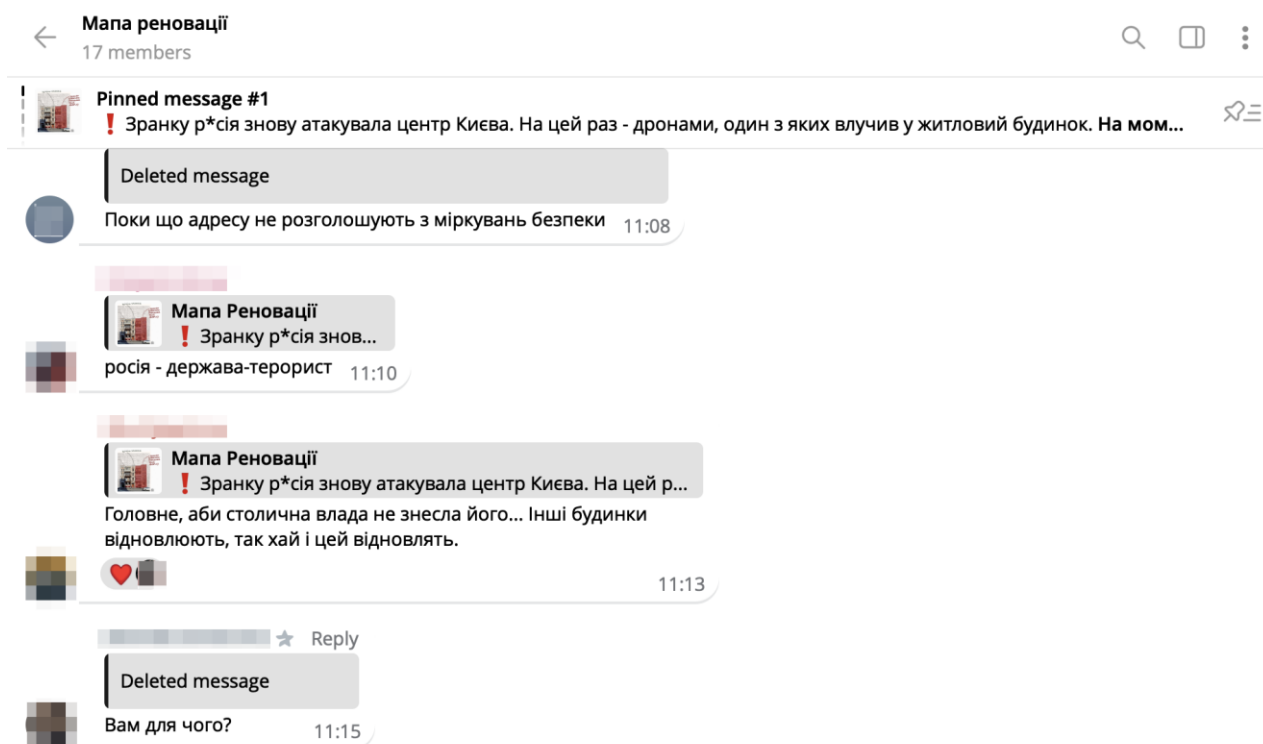 Мапа реновації
17 members
Pinned message #1
❗ Зранку р*сія знову атакувала центр Києва. На цей раз - дронами, один з яких влучив у житловий будинок. На мом...
Deleted message
Поки що адресу не розголошують з міркувань безпеки 11:08
Мапа Реновації
❗ Зранку р*сія знов...
росія - держава-терорист 11:10
Мапа Реновації
❗ Зранку р*сія знову атакувала центр Києва. На цей р...
Головне, аби столична влада не знесла його... Інші будинки
відновлюють, так хай і цей відновлять.
11:13
Reply
Deleted message
Вам для чого? 11:15